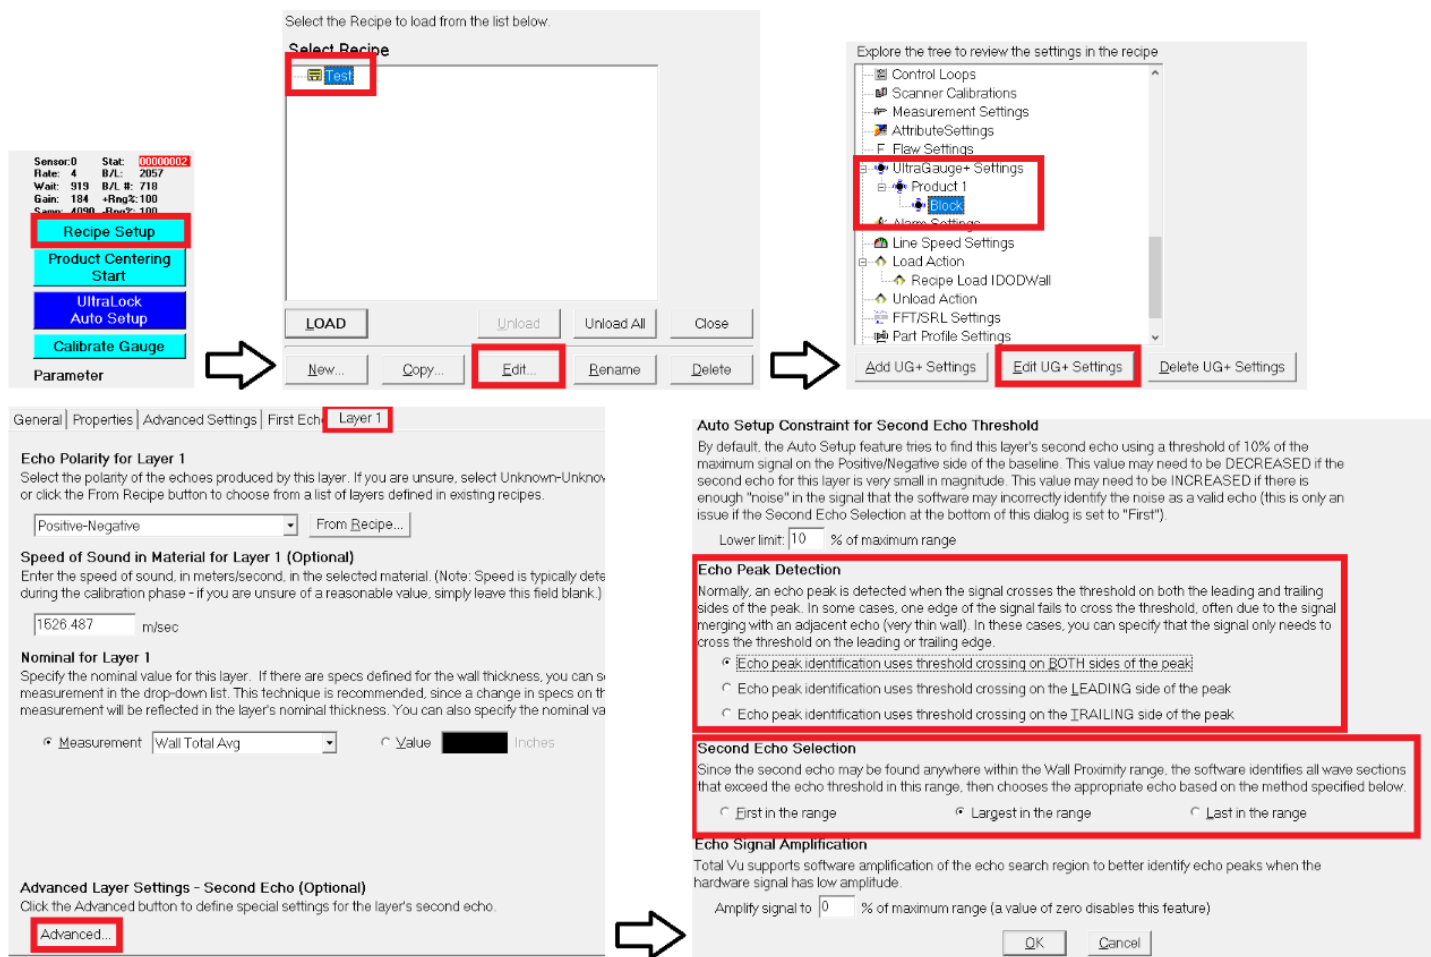 Select the Recipe to load from the list below.
Select Recipe
Test
LOAD
Unload
Unload All
Close
New...
Copy...
Edit...
Rename
Delete
Explore the tree to review the settings in the recipe
Control Loops
Scanner Calibrations
Measurement Settings
AttributeSettings
F Flaw Settings
UltraGauge+ Settings
Product 1
Block
Alarm Settings
Line Speed Settings
Load Action
Recipe Load IDODWall
Unload Action
FFT/SRL Settings
Part Profile Settings
Add UG+ Settings
Edit UG+ Settings
Delete UG+ Settings
Sensor:0 Stat: 00000002
Rate: 4 B/L: 2057
Wait: 919 B/L #: 718
Gain: 184 +Rng%:100
Samp: 4090 -Rng%: 100
Recipe Setup
Product Centering
Start
UltraLock
Auto Setup
Calibrate Gauge
Parameter
General Properties Advanced Settings First Ech Layer 1
Echo Polarity for Layer 1
Select the polarity of the echoes produced by this layer. If you are unsure, select Unknown-Unknow
or click the From Recipe button to choose from a list of layers defined in existing recipes.
Positive-Negative
From Recipe...
Speed of Sound in Material for Layer 1 (Optional)
Enter the speed of sound, in meters/second, in the selected material. (Note: Speed is typically dete
during the calibration phase - if you are unsure of a reasonable value, simply leave this field blank.)
1526.487 m/sec
Nominal for Layer 1
Specify the nominal value for this layer. If there are specs defined for the wall thickness, you can s
measurement in the drop-down list. This technique is recommended, since a change in specs on th
measurement will be reflected in the layer's nominal thickness. You can also specify the nominal va
Measurement Wall Total Avg Value Inches
Advanced Layer Settings - Second Echo (Optional)
Click the Advanced button to define special settings for the layer's second echo.
Advanced...
Auto Setup Constraint for Second Echo Threshold
By default, the Auto Setup feature tries to find this layer's second echo using a threshold of 10% of the
maximum signal on the Positive/Negative side of the baseline. This value may need to be DECREASED if the
second echo for this layer is very small in magnitude. This value may need to be INCREASED if there is
enough "noise" in the signal that the software may incorrectly identify the noise as a valid echo (this is only an
issue if the Second Echo Selection at the bottom of this dialog is set to "First").
Lower limit: 10 % of maximum range
Echo Peak Detection
Normally, an echo peak is detected when the signal crosses the threshold on both the leading and trailing
sides of the peak. In some cases, one edge of the signal fails to cross the threshold, often due to the signal
merging with an adjacent echo (very thin wall). In these cases, you can specify that the signal only needs to
cross the threshold on the leading or trailing edge.
Echo peak identification uses threshold crossing on BOTH sides of the peak
Echo peak identification uses threshold crossing on the LEADING side of the peak
Echo peak identification uses threshold crossing on the TRAILING side of the peak
Second Echo Selection
Since the second echo may be found anywhere within the Wall Proximity range, the software identifies all wave sections
that exceed the echo threshold in this range, then chooses the appropriate echo based on the method specified below.
First in the range Largest in the range Last in the range
Echo Signal Amplification
Total Vu supports software amplification of the echo search region to better identify echo peaks when the
hardware signal has low amplitude.
Amplify signal to 0 % of maximum range (a value of zero disables this feature)
OK
Cancel